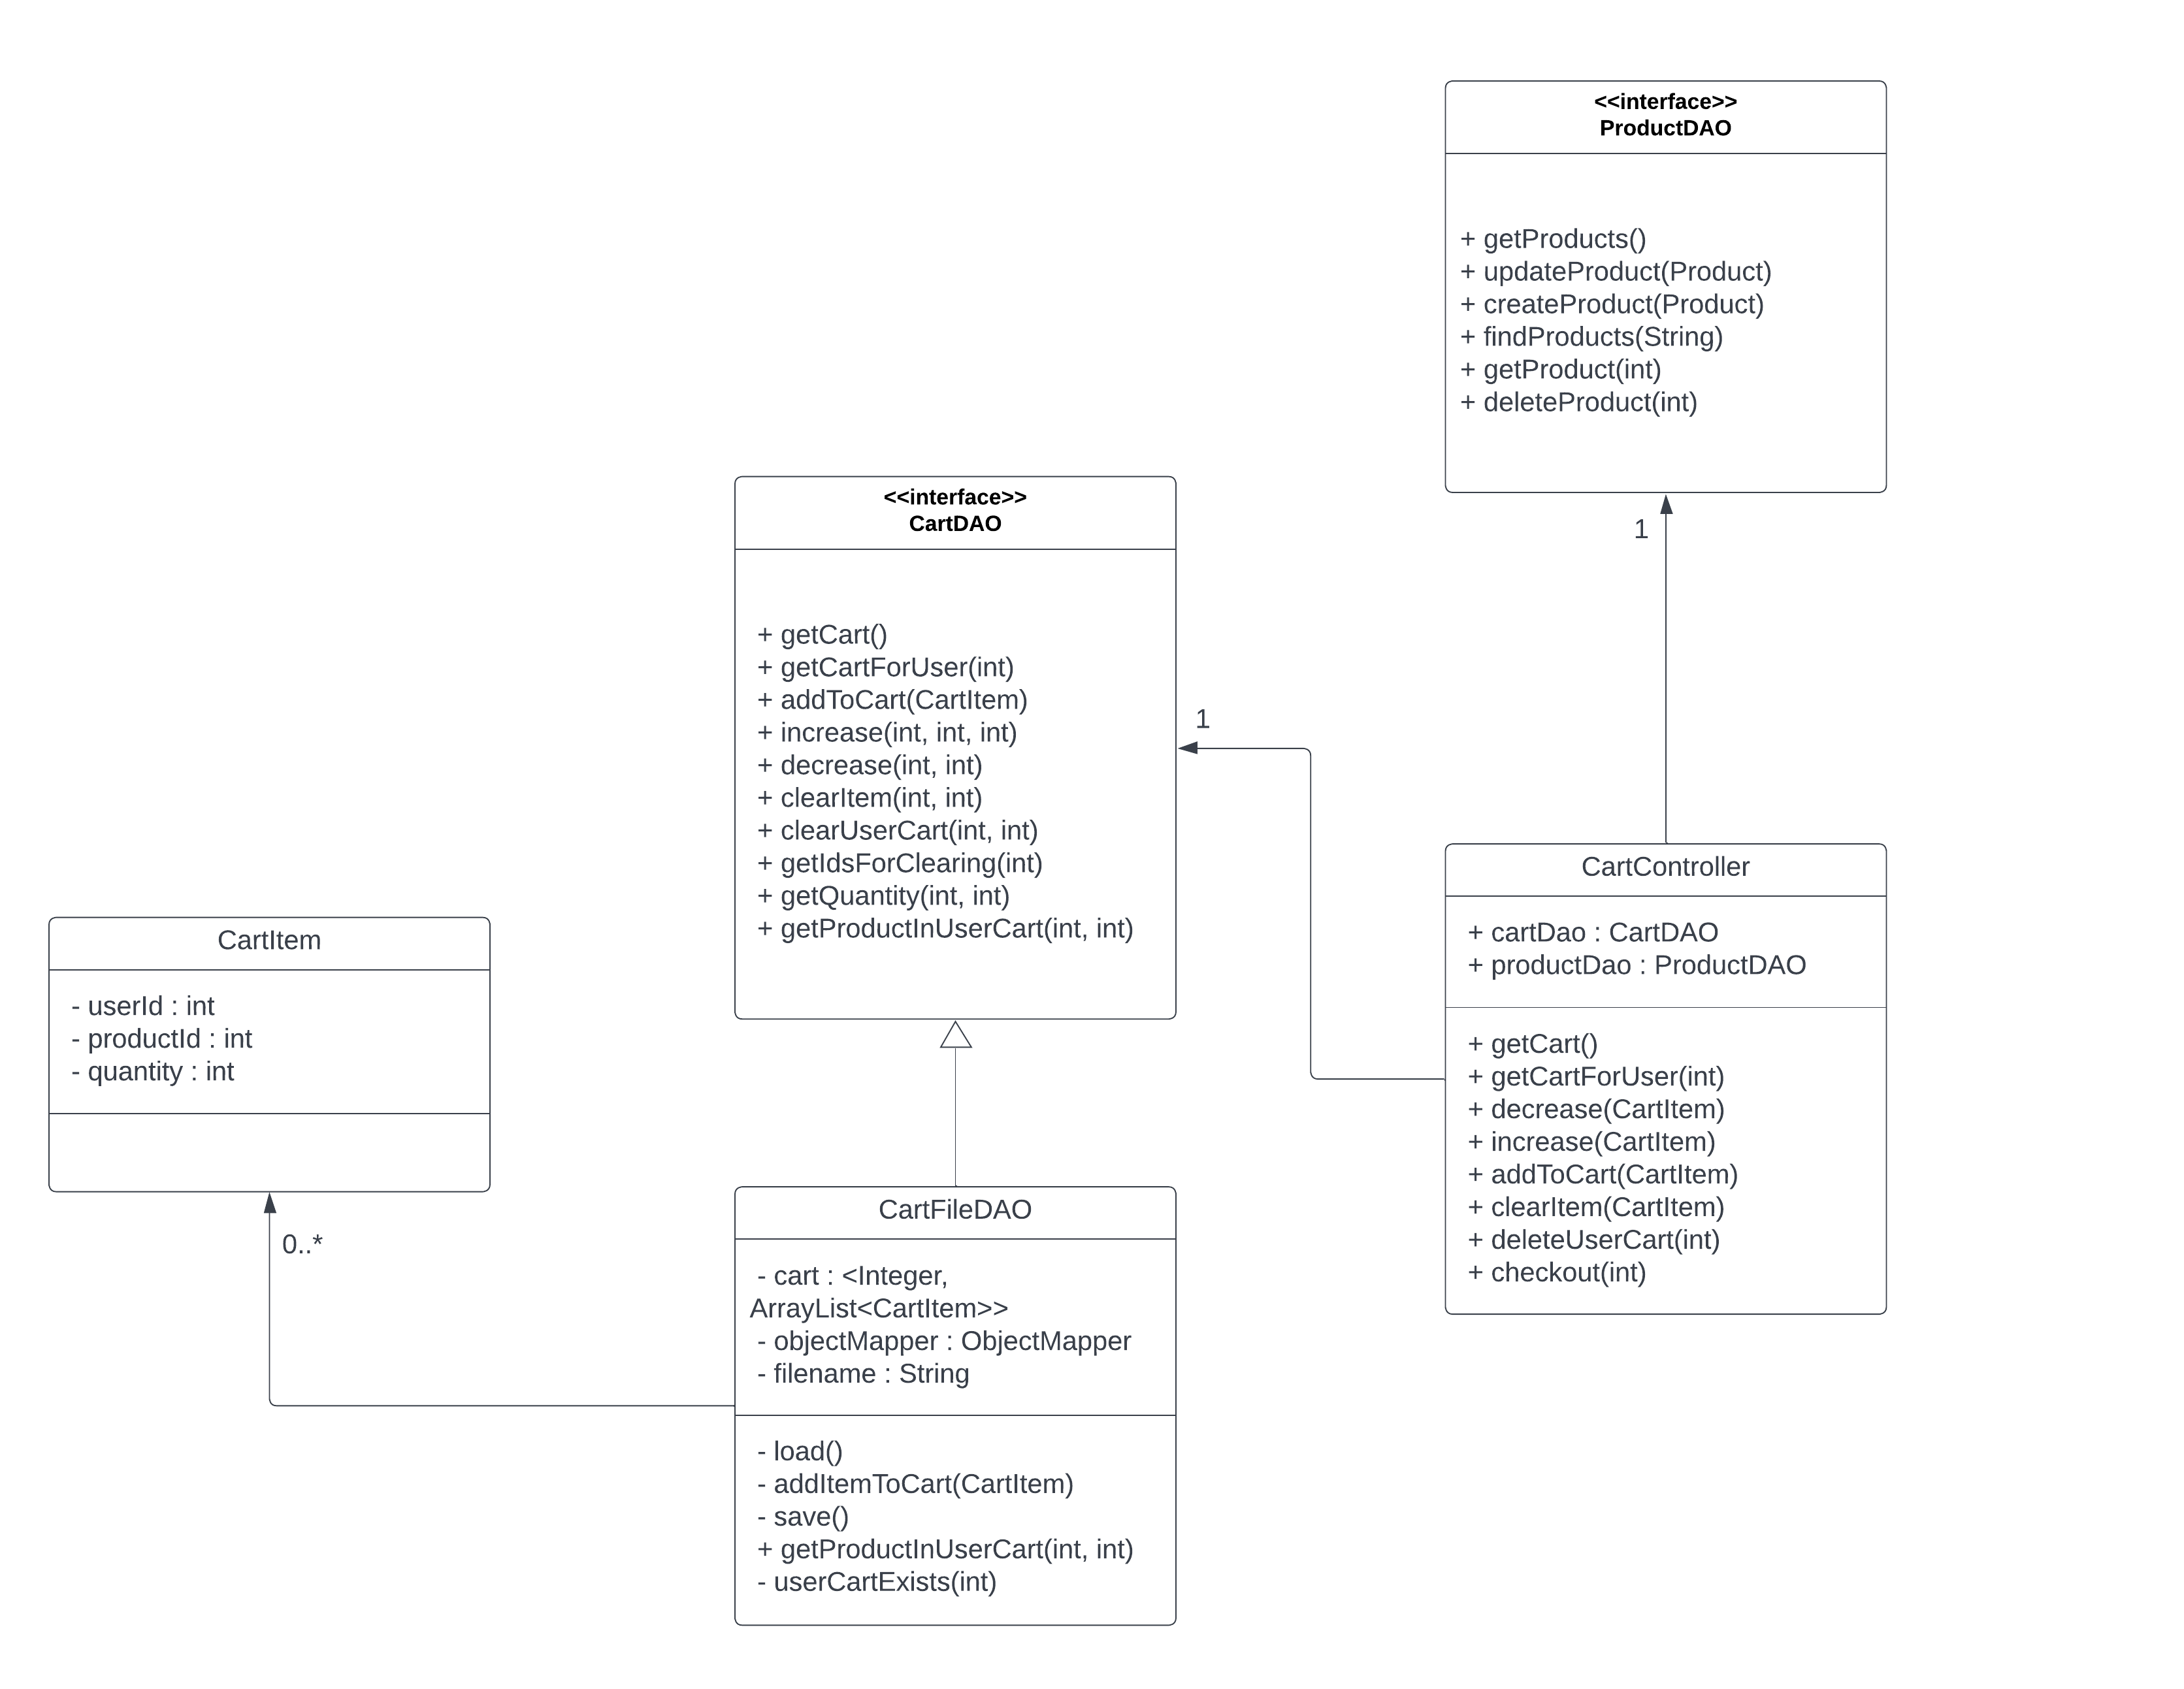 <<interface>>
ProductDAO
+ getProducts()
+ updateProduct(Product)
+ createProduct(Product)
+ findProducts(String)
+ getProduct(int)
+ deleteProduct(int)
1
<<interface>>
CartDAO
+ getCart()
+ getCartForUser(int)
+ addToCart(CartItem)
+ increase(int, int, int)
+ decrease(int, int)
+ clearItem(int, int)
+ clearUserCart(int, int)
+ getIdsForClearing(int)
+ getQuantity(int, int)
+ getProductInUserCart(int, int)
1
CartController
+ cartDao : CartDAO
+ productDao : ProductDAO
+ getCart()
+ getCartForUser(int)
+ decrease(CartItem)
+ increase(CartItem)
+ addToCart(CartItem)
+ clearItem(CartItem)
+ deleteUserCart(int)
+ checkout(int)
CartItem
- userId : int
- productId : int
- quantity : int
0..*
CartFileDAO
- cart : <Integer,
ArrayList<CartItem>>
- objectMapper : ObjectMapper
- filename : String
- load()
- addItemToCart(CartItem)
- save()
+ getProductInUserCart(int, int)
- userCartExists(int)